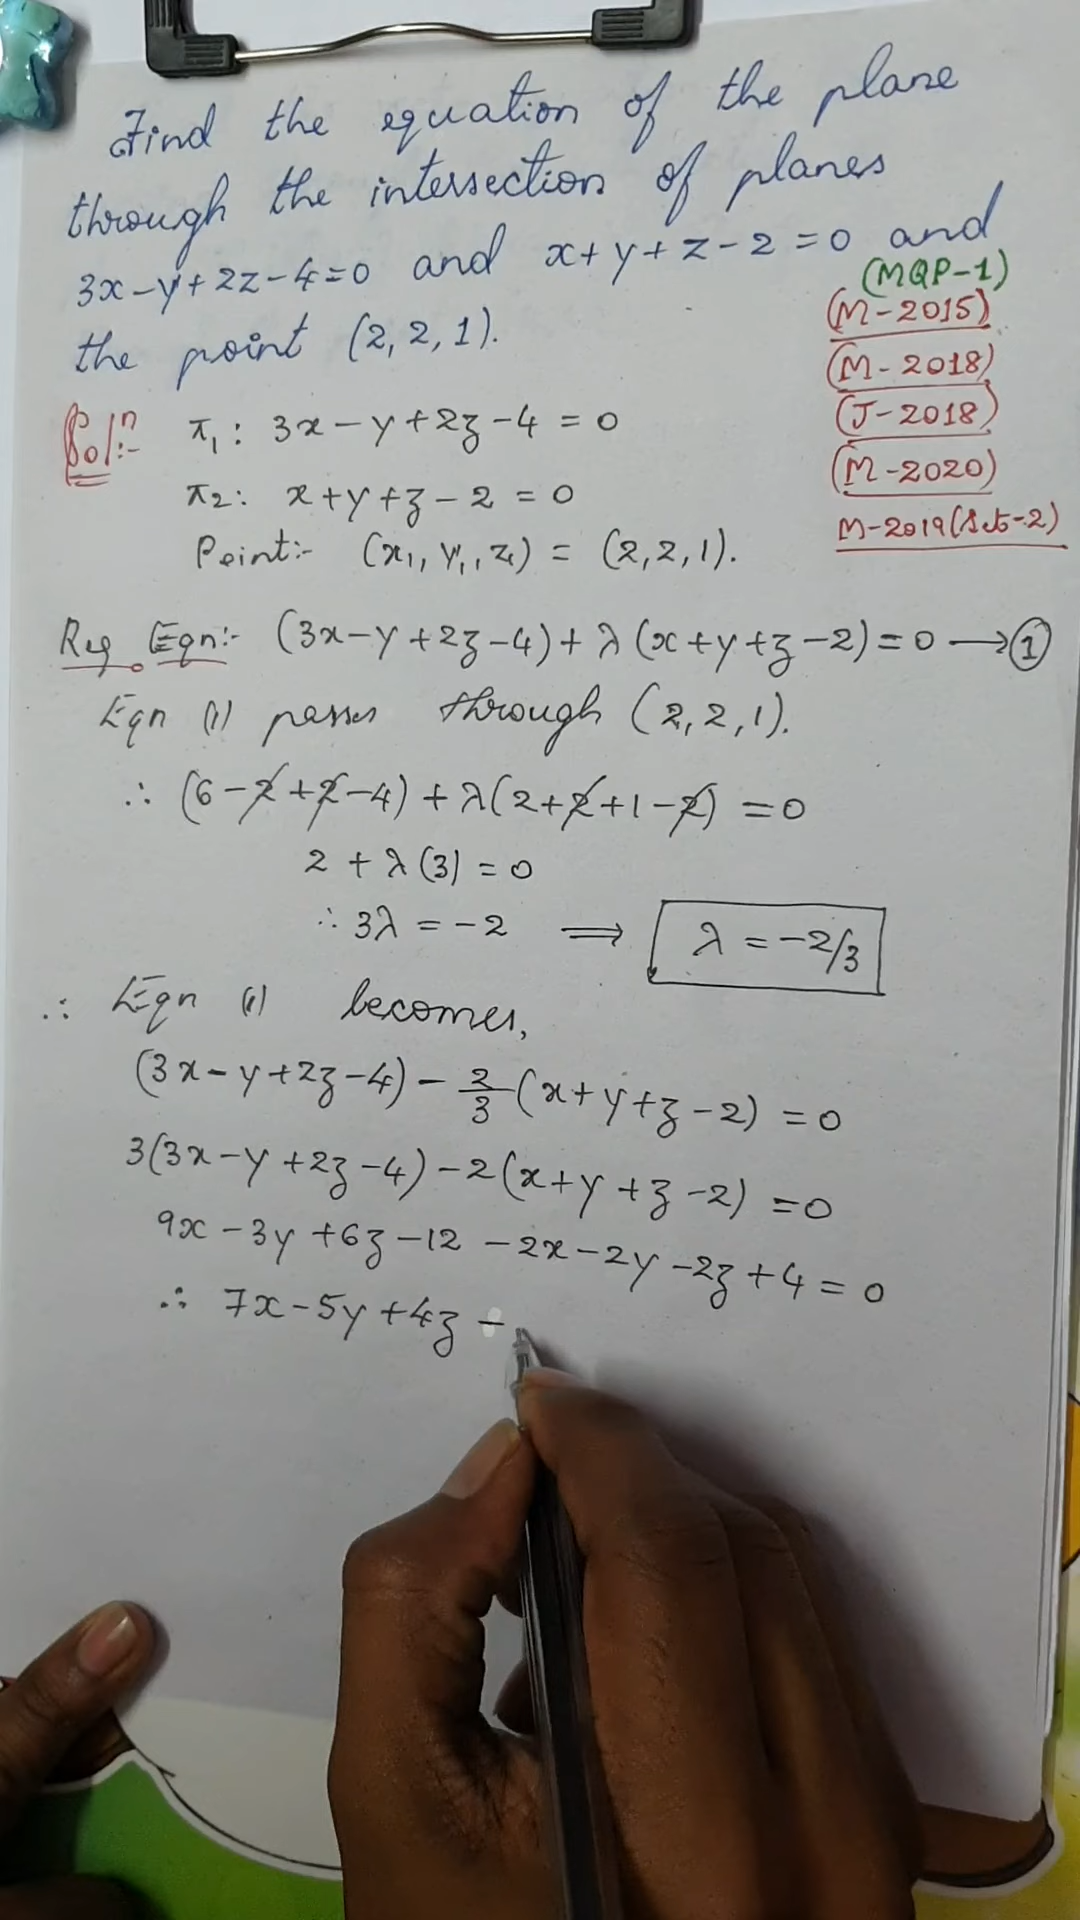 Find the equation of the plane
through the intersection of planes
3x-y+2z-4=0 and x+y+z-2=0 and
(MQP-1)
the point (2,2,1).
(M-2015)
(M-2018)
(J-2018)
(M-2020)
M-2019(Set-2)
Soln:-
π₁: 3x-y+2z-4=0
π₂: x+y+z-2=0
Point:- (x₁, y₁, z₁) = (2,2,1).
Req Eqn:- (3x-y+2z-4)+λ(x+y+z-2)=0 → ①
Eqn (1) passes through (2,2,1).
∴ (6-2+2-4)+λ(2+2+1-2)=0
2+λ(3)=0
∴ 3λ=-2 ⟹ λ=-2/3
∴ Eqn (1) becomes,
(3x-y+2z-4)-2/3(x+y+z-2)=0
3(3x-y+2z-4)-2(x+y+z-2)=0
9x-3y+6z-12-2x-2y-2z+4=0
∴ 7x-5y+4z-